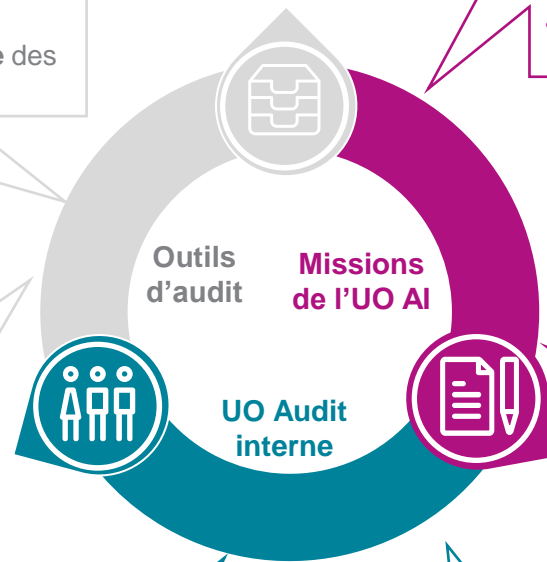 e des
Outils
d'audit
Missions
de l'UO AI
UO Audit
interne